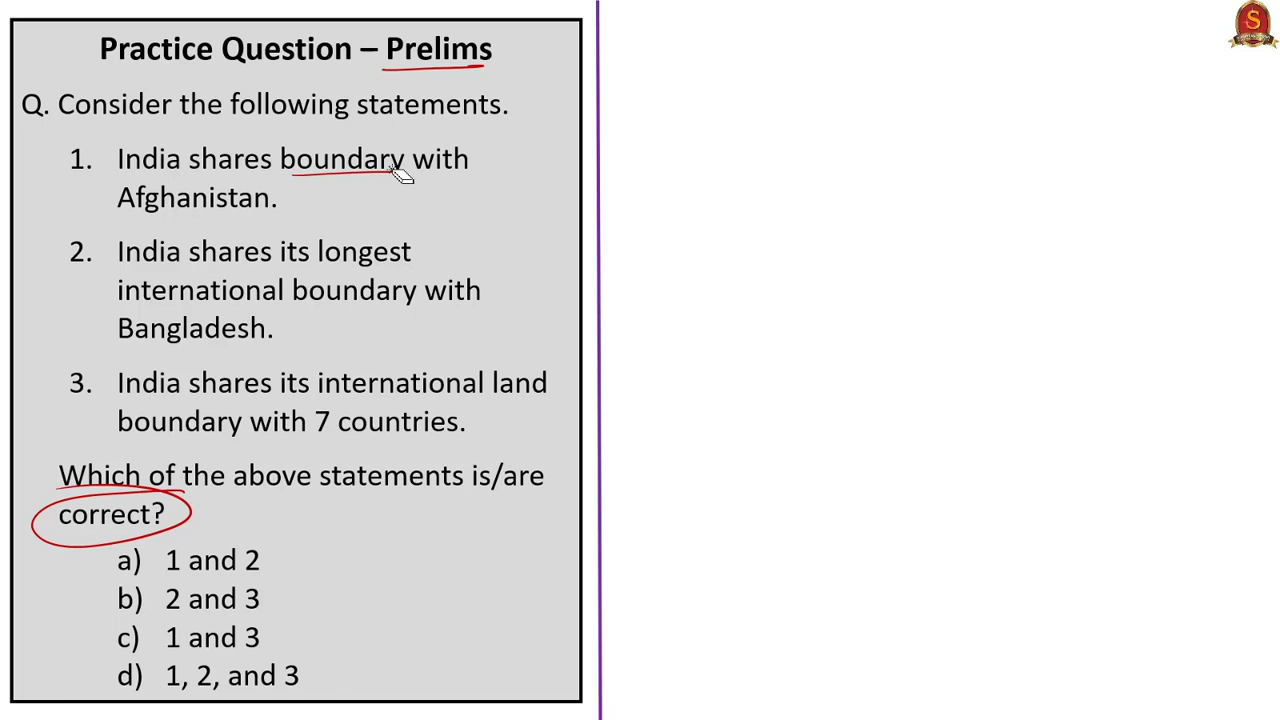 Practice Question – Prelims
Q. Consider the following statements.
1. India shares boundary with
Afghanistan.
2. India shares its longest
international boundary with
Bangladesh.
3. India shares its international land
boundary with 7 countries.
Which of the above statements is/are
correct?
a) 1 and 2
b) 2 and 3
c) 1 and 3
d) 1, 2, and 3
S